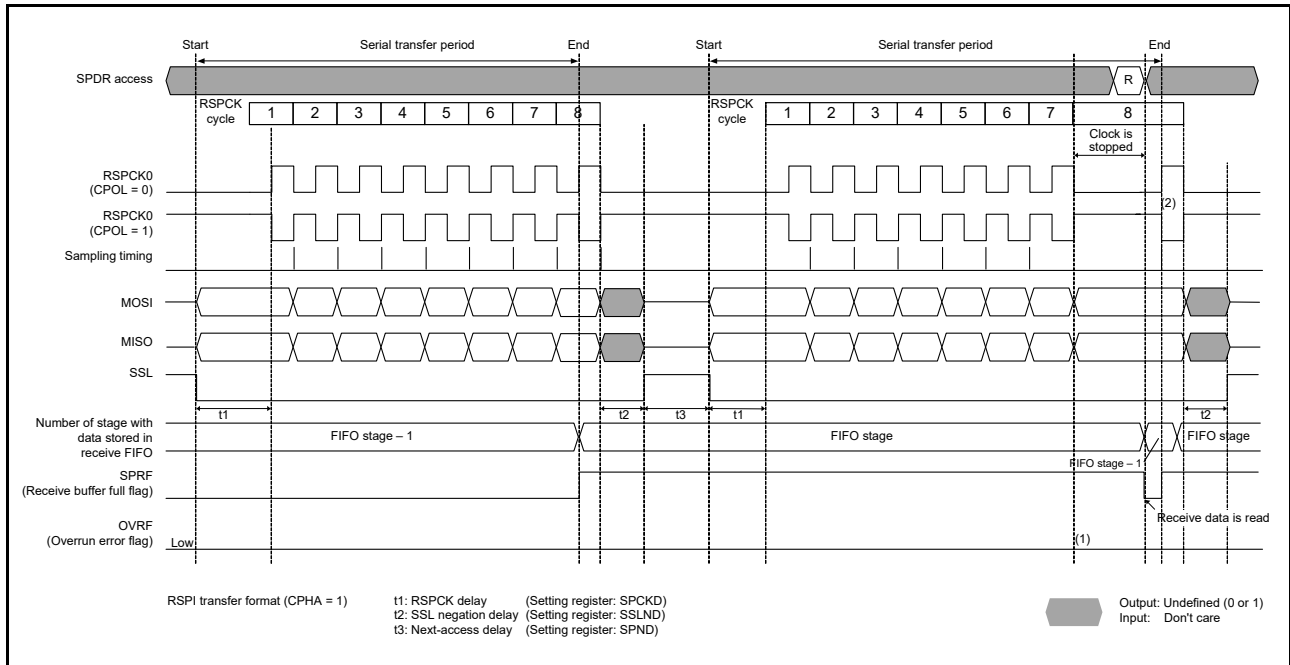 Start Serial transfer period End Start Serial transfer period End
SPDR access R
RSPCK cycle 1 2 3 4 5 6 7 8 RSPCK cycle 1 2 3 4 5 6 7 8
Clock is
stopped
RSPCK0
(CPOL = 0)
(2)
RSPCK0
(CPOL = 1)
Sampling timing
MOSI
MISO
SSL
t1 t2 t3 t1 t2
Number of stage with
data stored in
receive FIFO
FIFO stage – 1 FIFO stage FIFO stage
FIFO stage – 1
SPRF
(Receive buffer full flag)
Receive data is read
OVRF
(Overrun error flag)
Low (1)
RSPI transfer format (CPHA = 1)
t1: RSPCK delay (Setting register: SPCKD)
t2: SSL negation delay (Setting register: SSLND)
t3: Next-access delay (Setting register: SPND)
Output: Undefined (0 or 1)
Input: Don't care